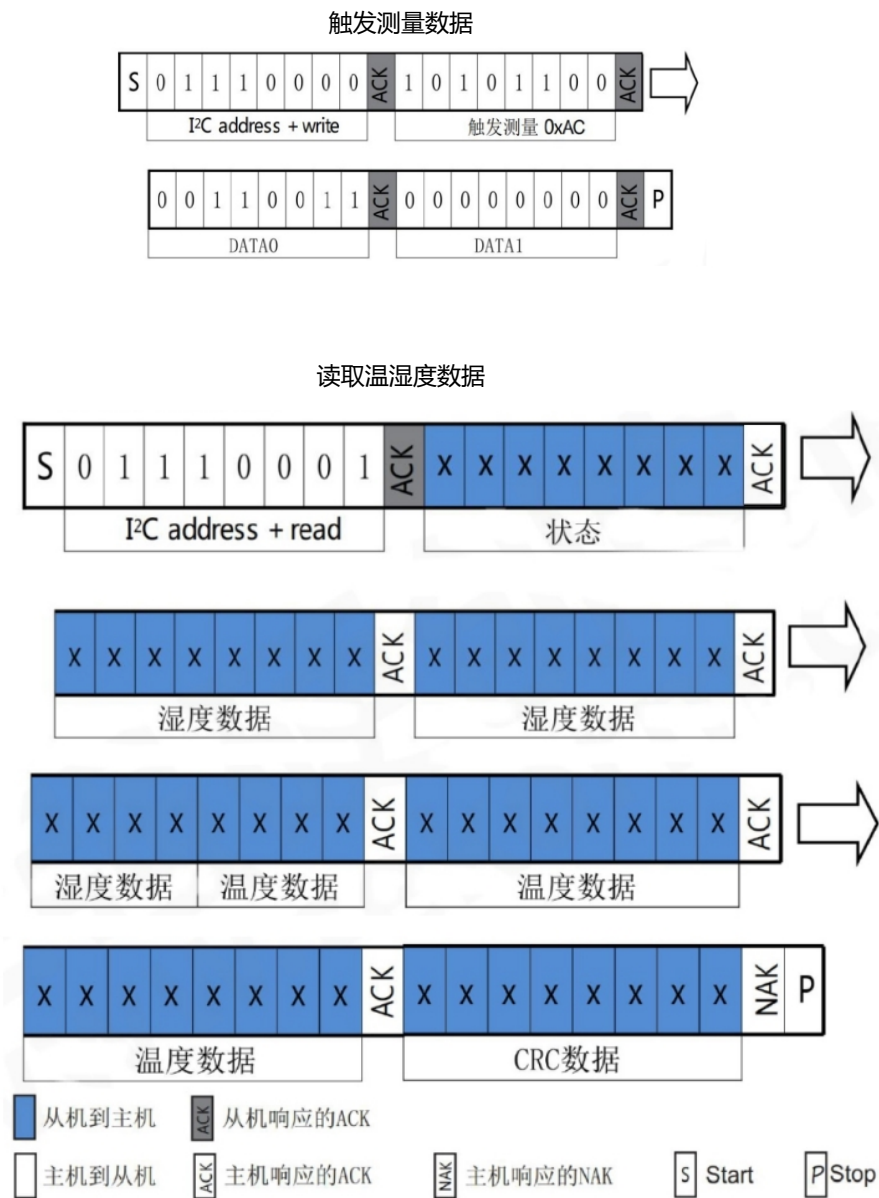 触发测量数据
S 0 1 1 1 0 0 0 0 ACK 1 0 1 0 1 1 0 0 ACK
I²C address + write 触发测量 0xAC
0 0 1 1 0 0 1 1 ACK 0 0 0 0 0 0 0 0 ACK P
DATA0 DATA1
读取温湿度数据
S 0 1 1 1 0 0 0 1 ACK X X X X X X X X ACK
I²C address + read 状态
X X X X X X X X ACK X X X X X X X X ACK
湿度数据 湿度数据
X X X X X X X X ACK X X X X X X X X ACK
湿度数据 温度数据 温度数据
X X X X X X X X ACK X X X X X X X X NAK P
温度数据 CRC数据
从机到主机 ACK 从机响应的ACK
主机到从机 ACK 主机响应的ACK NAK 主机响应的NAK S Start P Stop